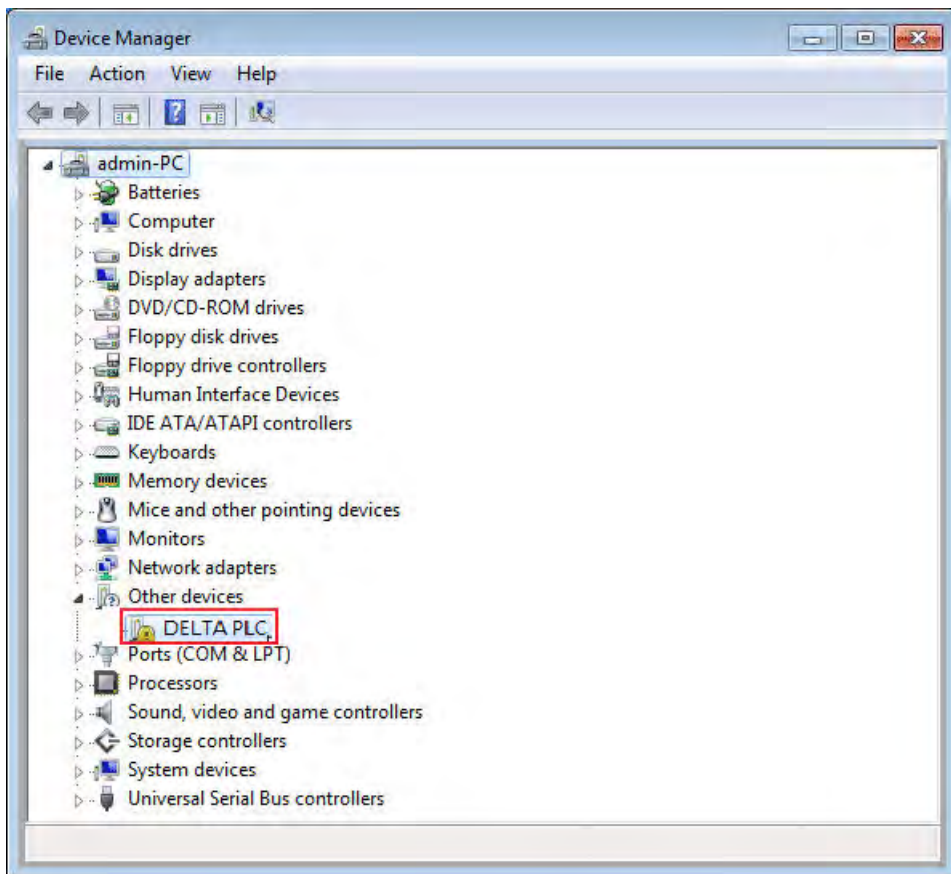 Device Manager
File Action View Help
admin-PC
Batteries
Computer
Disk drives
Display adapters
DVD/CD-ROM drives
Floppy disk drives
Floppy drive controllers
Human Interface Devices
IDE ATA/ATAPI controllers
Keyboards
Memory devices
Mice and other pointing devices
Monitors
Network adapters
Other devices
DELTA PLC
Ports (COM & LPT)
Processors
Sound, video and game controllers
Storage controllers
System devices
Universal Serial Bus controllers